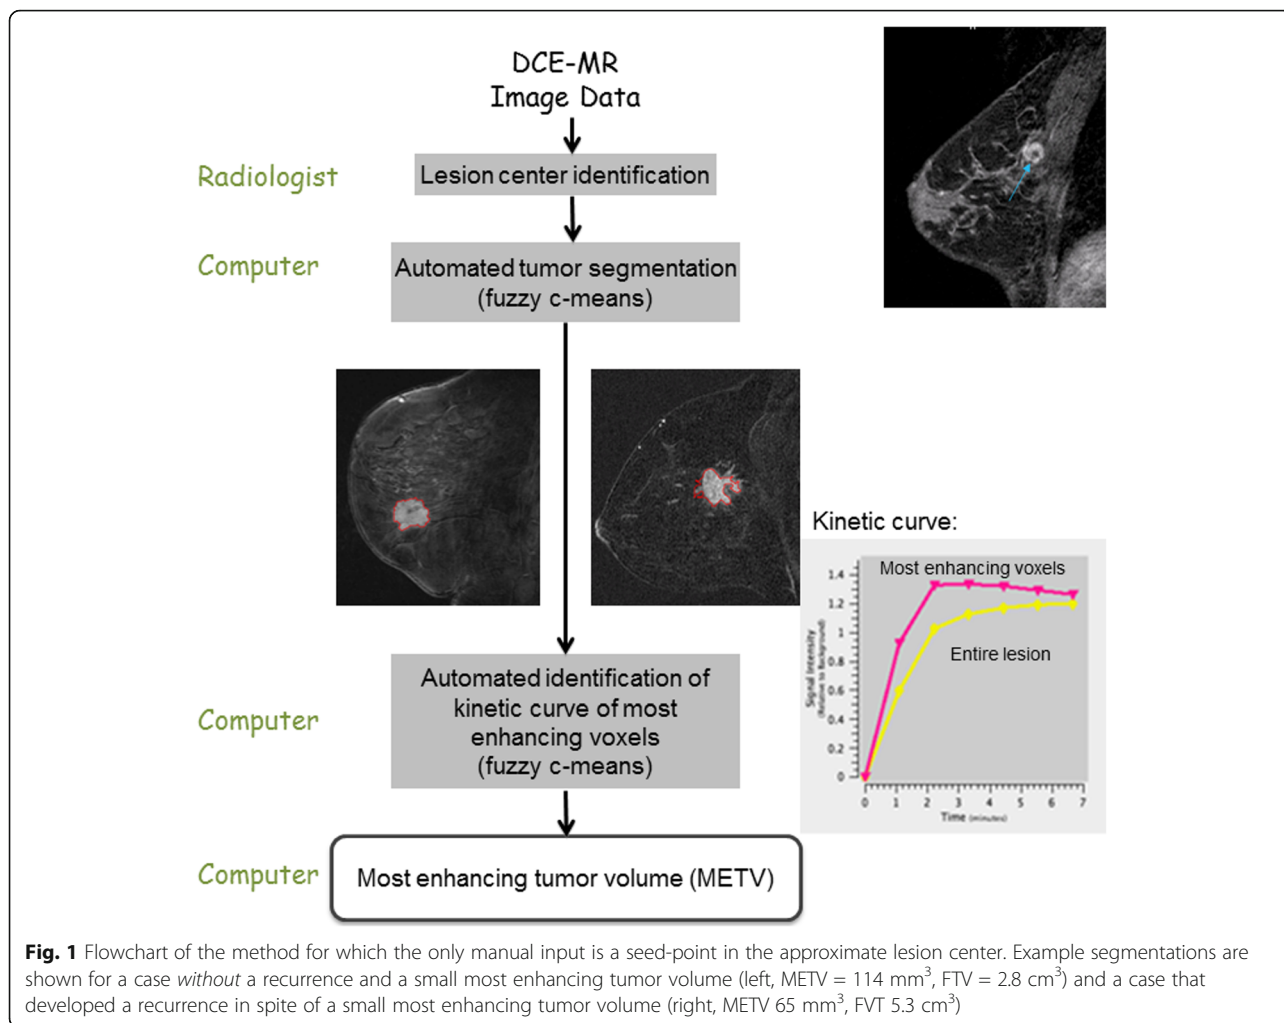 DCE-MR
Image Data
Radiologist
Lesion center identification
Computer
Automated tumor segmentation
(fuzzy c-means)
Kinetic curve:
Most enhancing voxels
Entire lesion
Signal Intensity
(Relative to Background)
1.4
1.2
1
0.8
0.6
0.4
0.2
0
0 1 2 3 4 5 6 7
Time (minutes)
Computer
Automated identification of
kinetic curve of most
enhancing voxels
(fuzzy c-means)
Computer
Most enhancing tumor volume (METV)
Fig. 1 Flowchart of the method for which the only manual input is a seed-point in the approximate lesion center. Example segmentations are
shown for a case without a recurrence and a small most enhancing tumor volume (left, METV = 114 mm³, FTV = 2.8 cm³) and a case that
developed a recurrence in spite of a small most enhancing tumor volume (right, METV 65 mm³, FVT 5.3 cm³)